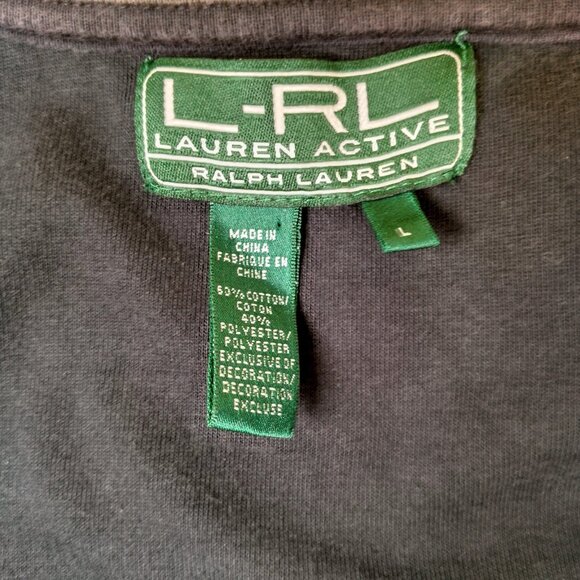 L-RL
LAUREN ACTIVE
RALPH LAUREN
L
MADE IN
CHINA
FABRIQUE EN
CHINE
60% COTTON/
COTON
40%
POLYESTER/
POLYESTER
EXCLUSIVE OF
DECORATION/
DECORATION
EXCLUSE